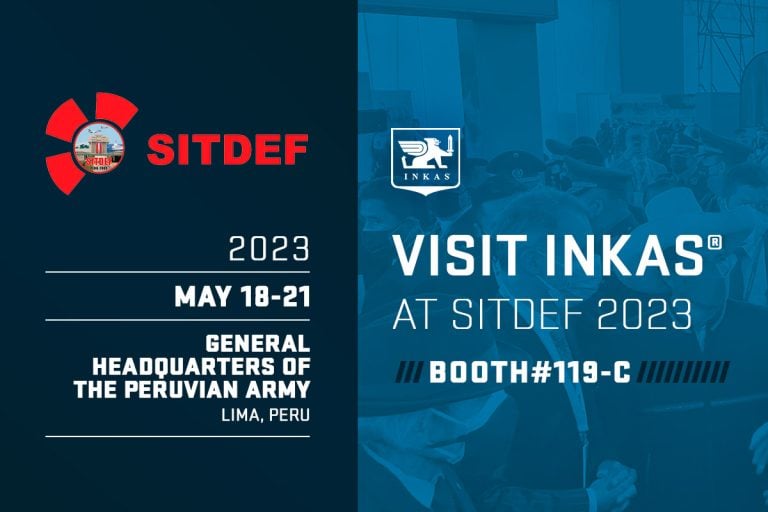 SITDEF
SITDEF
2023
MAY 18-21
GENERAL
HEADQUARTERS OF
THE PERUVIAN ARMY
LIMA, PERU
INKAS
VISIT INKAS®
AT SITDEF 2023
BOOTH#119-C